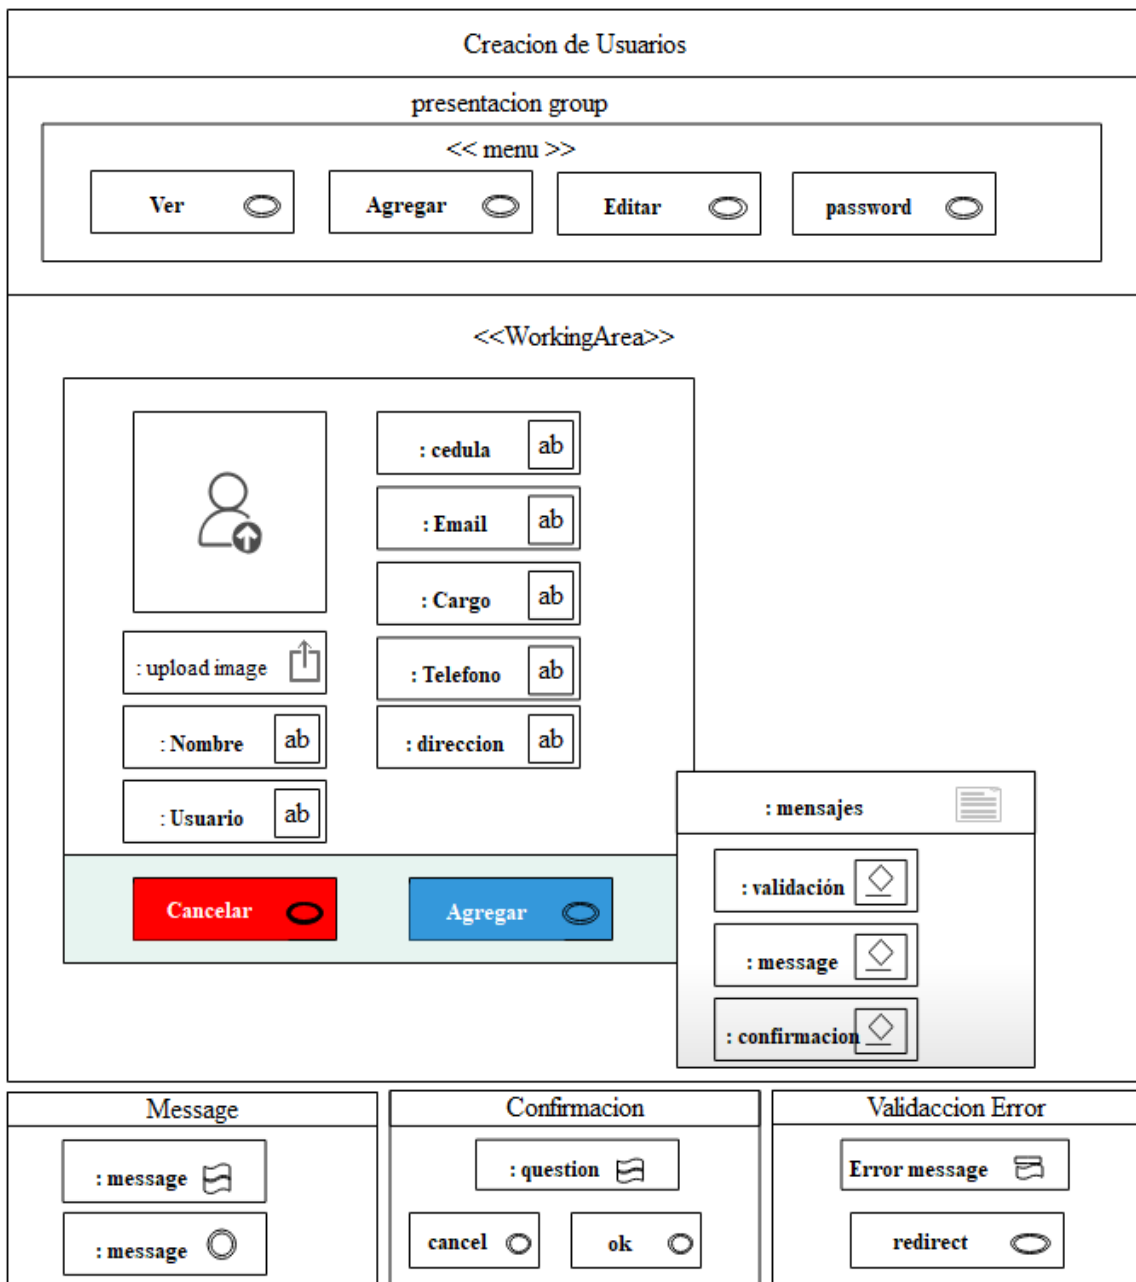 Creacion de Usuarios
presentacion group
<< menu >>
Ver
Agregar
Editar
password
<<WorkingArea>>
: cedula ab
: Email ab
: Cargo ab
: upload image
: Telefono ab
: Nombre ab
: direccion ab
: Usuario ab
Cancelar
Agregar
: mensajes
: validación
: message
: confirmacion
Message
: message
: message
Confirmacion
: question
cancel
ok
Validaccion Error
Error message
redirect